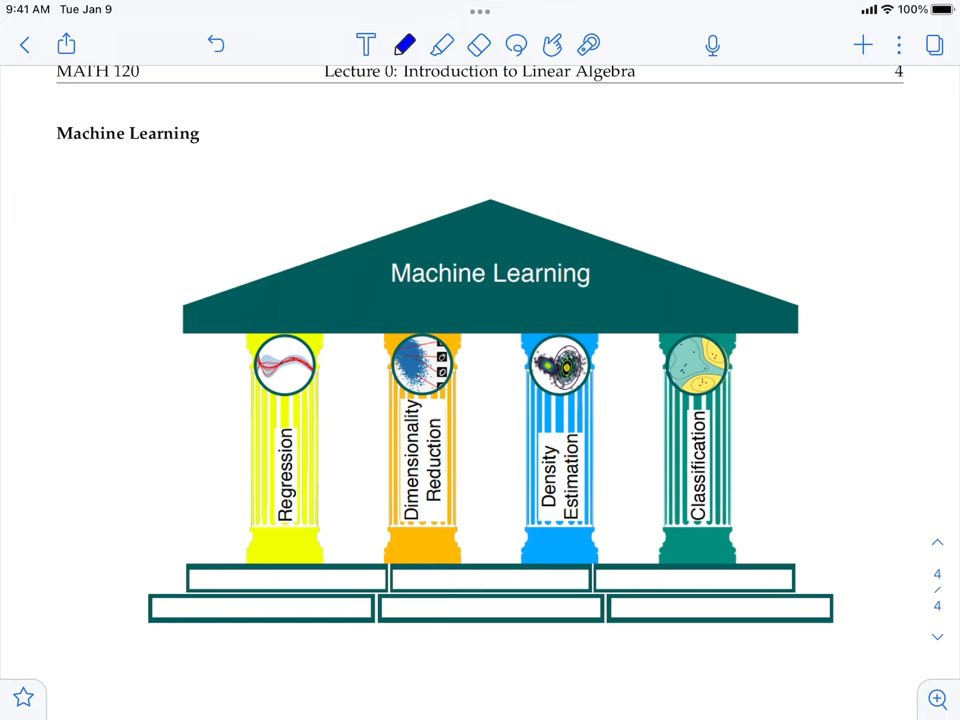 9:41 AM Tue Jan 9
100%
T
MATH 120 Lecture 0: Introduction to Linear Algebra 4
Machine Learning
Machine Learning
Regression
Dimensionality
Reduction
Density
Estimation
Classification
4
/
4